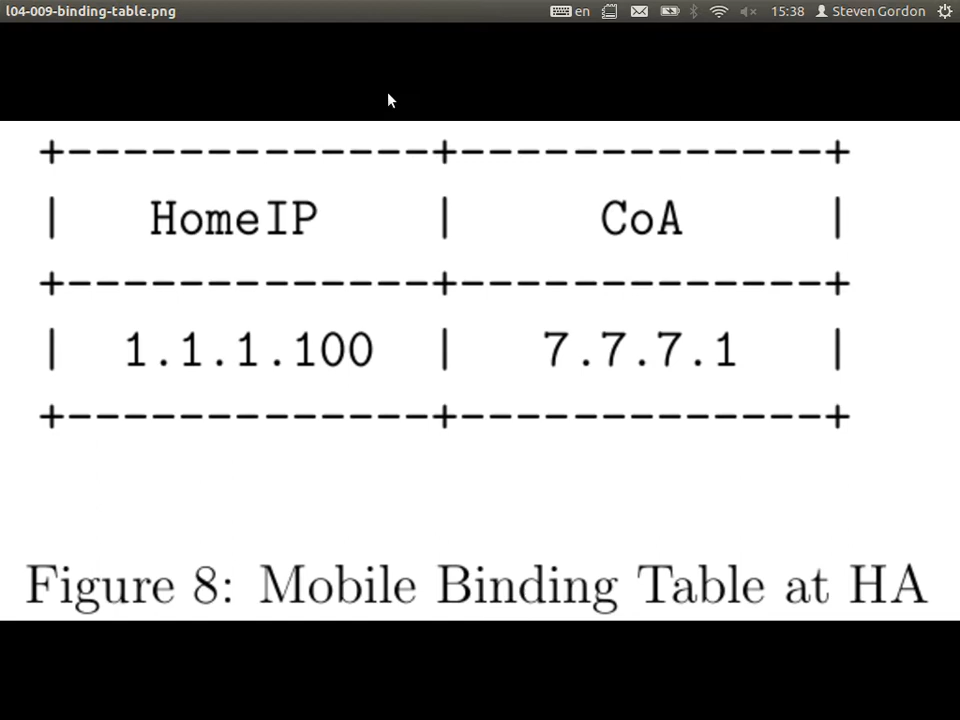 l04-009-binding-table.png en 15:38 Steven Gordon
+-------------+-------------+
| HomeIP | CoA |
+-------------+-------------+
| 1.1.1.100 | 7.7.7.1 |
+-------------+-------------+
Figure 8: Mobile Binding Table at HA